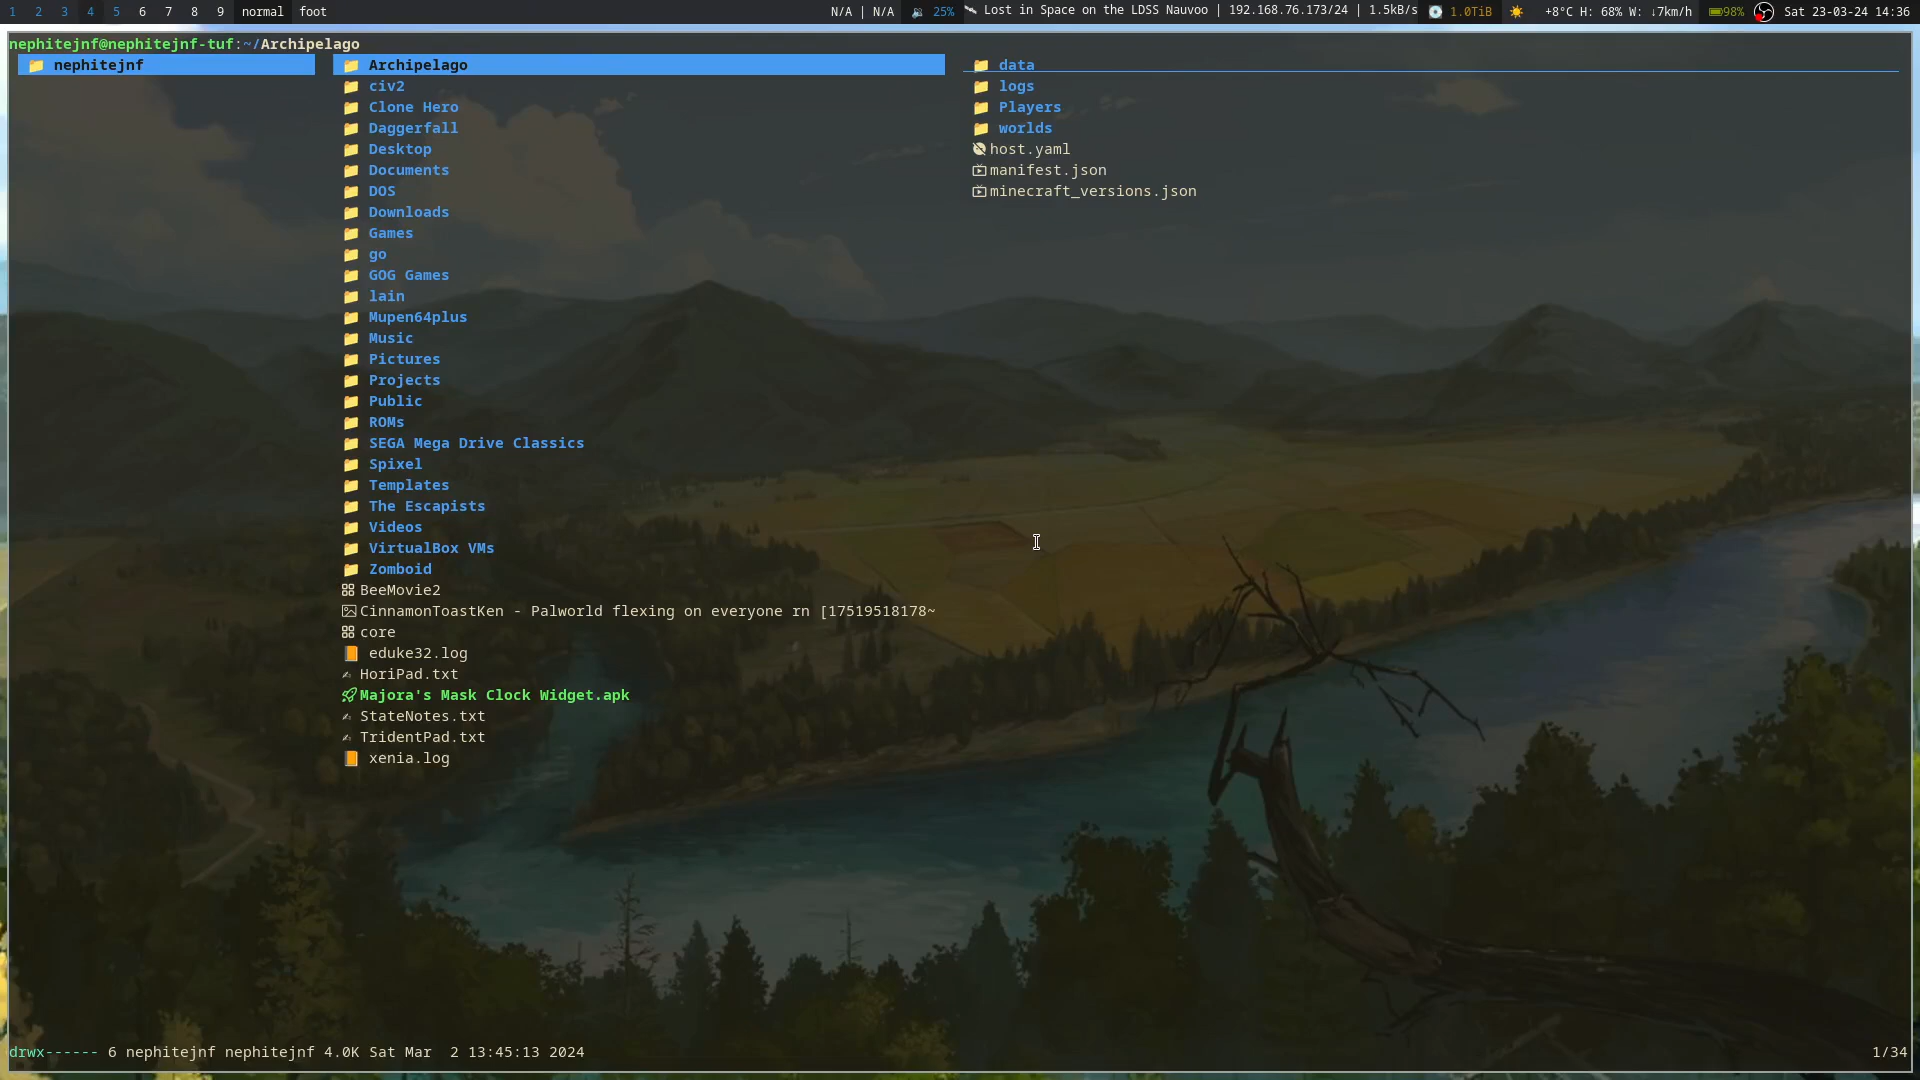 1 2 3 4 5 6 7 8 9 normal foot
N/A | N/A 25% Lost in Space on the LDSS Nauvoo | 192.168.76.173/24 | 1.5kB/s 1.0TiB +8°C H: 68% W: ↓7km/h 98% Sat 23-03-24 14:36
nephitejnf@nephitejnf-tuf:~/Archipelago
nephitejnf
Archipelago
civ2
Clone Hero
Daggerfall
Desktop
Documents
DOS
Downloads
Games
go
GOG Games
lain
Mupen64plus
Music
Pictures
Projects
Public
ROMs
SEGA Mega Drive Classics
Spixel
Templates
The Escapists
Videos
VirtualBox VMs
Zomboid
BeeMovie2
CinnamonToastKen - Palworld flexing on everyone rn [17519518178~
core
eduke32.log
HoriPad.txt
Majora's Mask Clock Widget.apk
StateNotes.txt
TridentPad.txt
xenia.log
data
logs
Players
worlds
host.yaml
manifest.json
minecraft_versions.json
drwx------ 6 nephitejnf nephitejnf 4.0K Sat Mar  2 13:45:13 2024
1/34